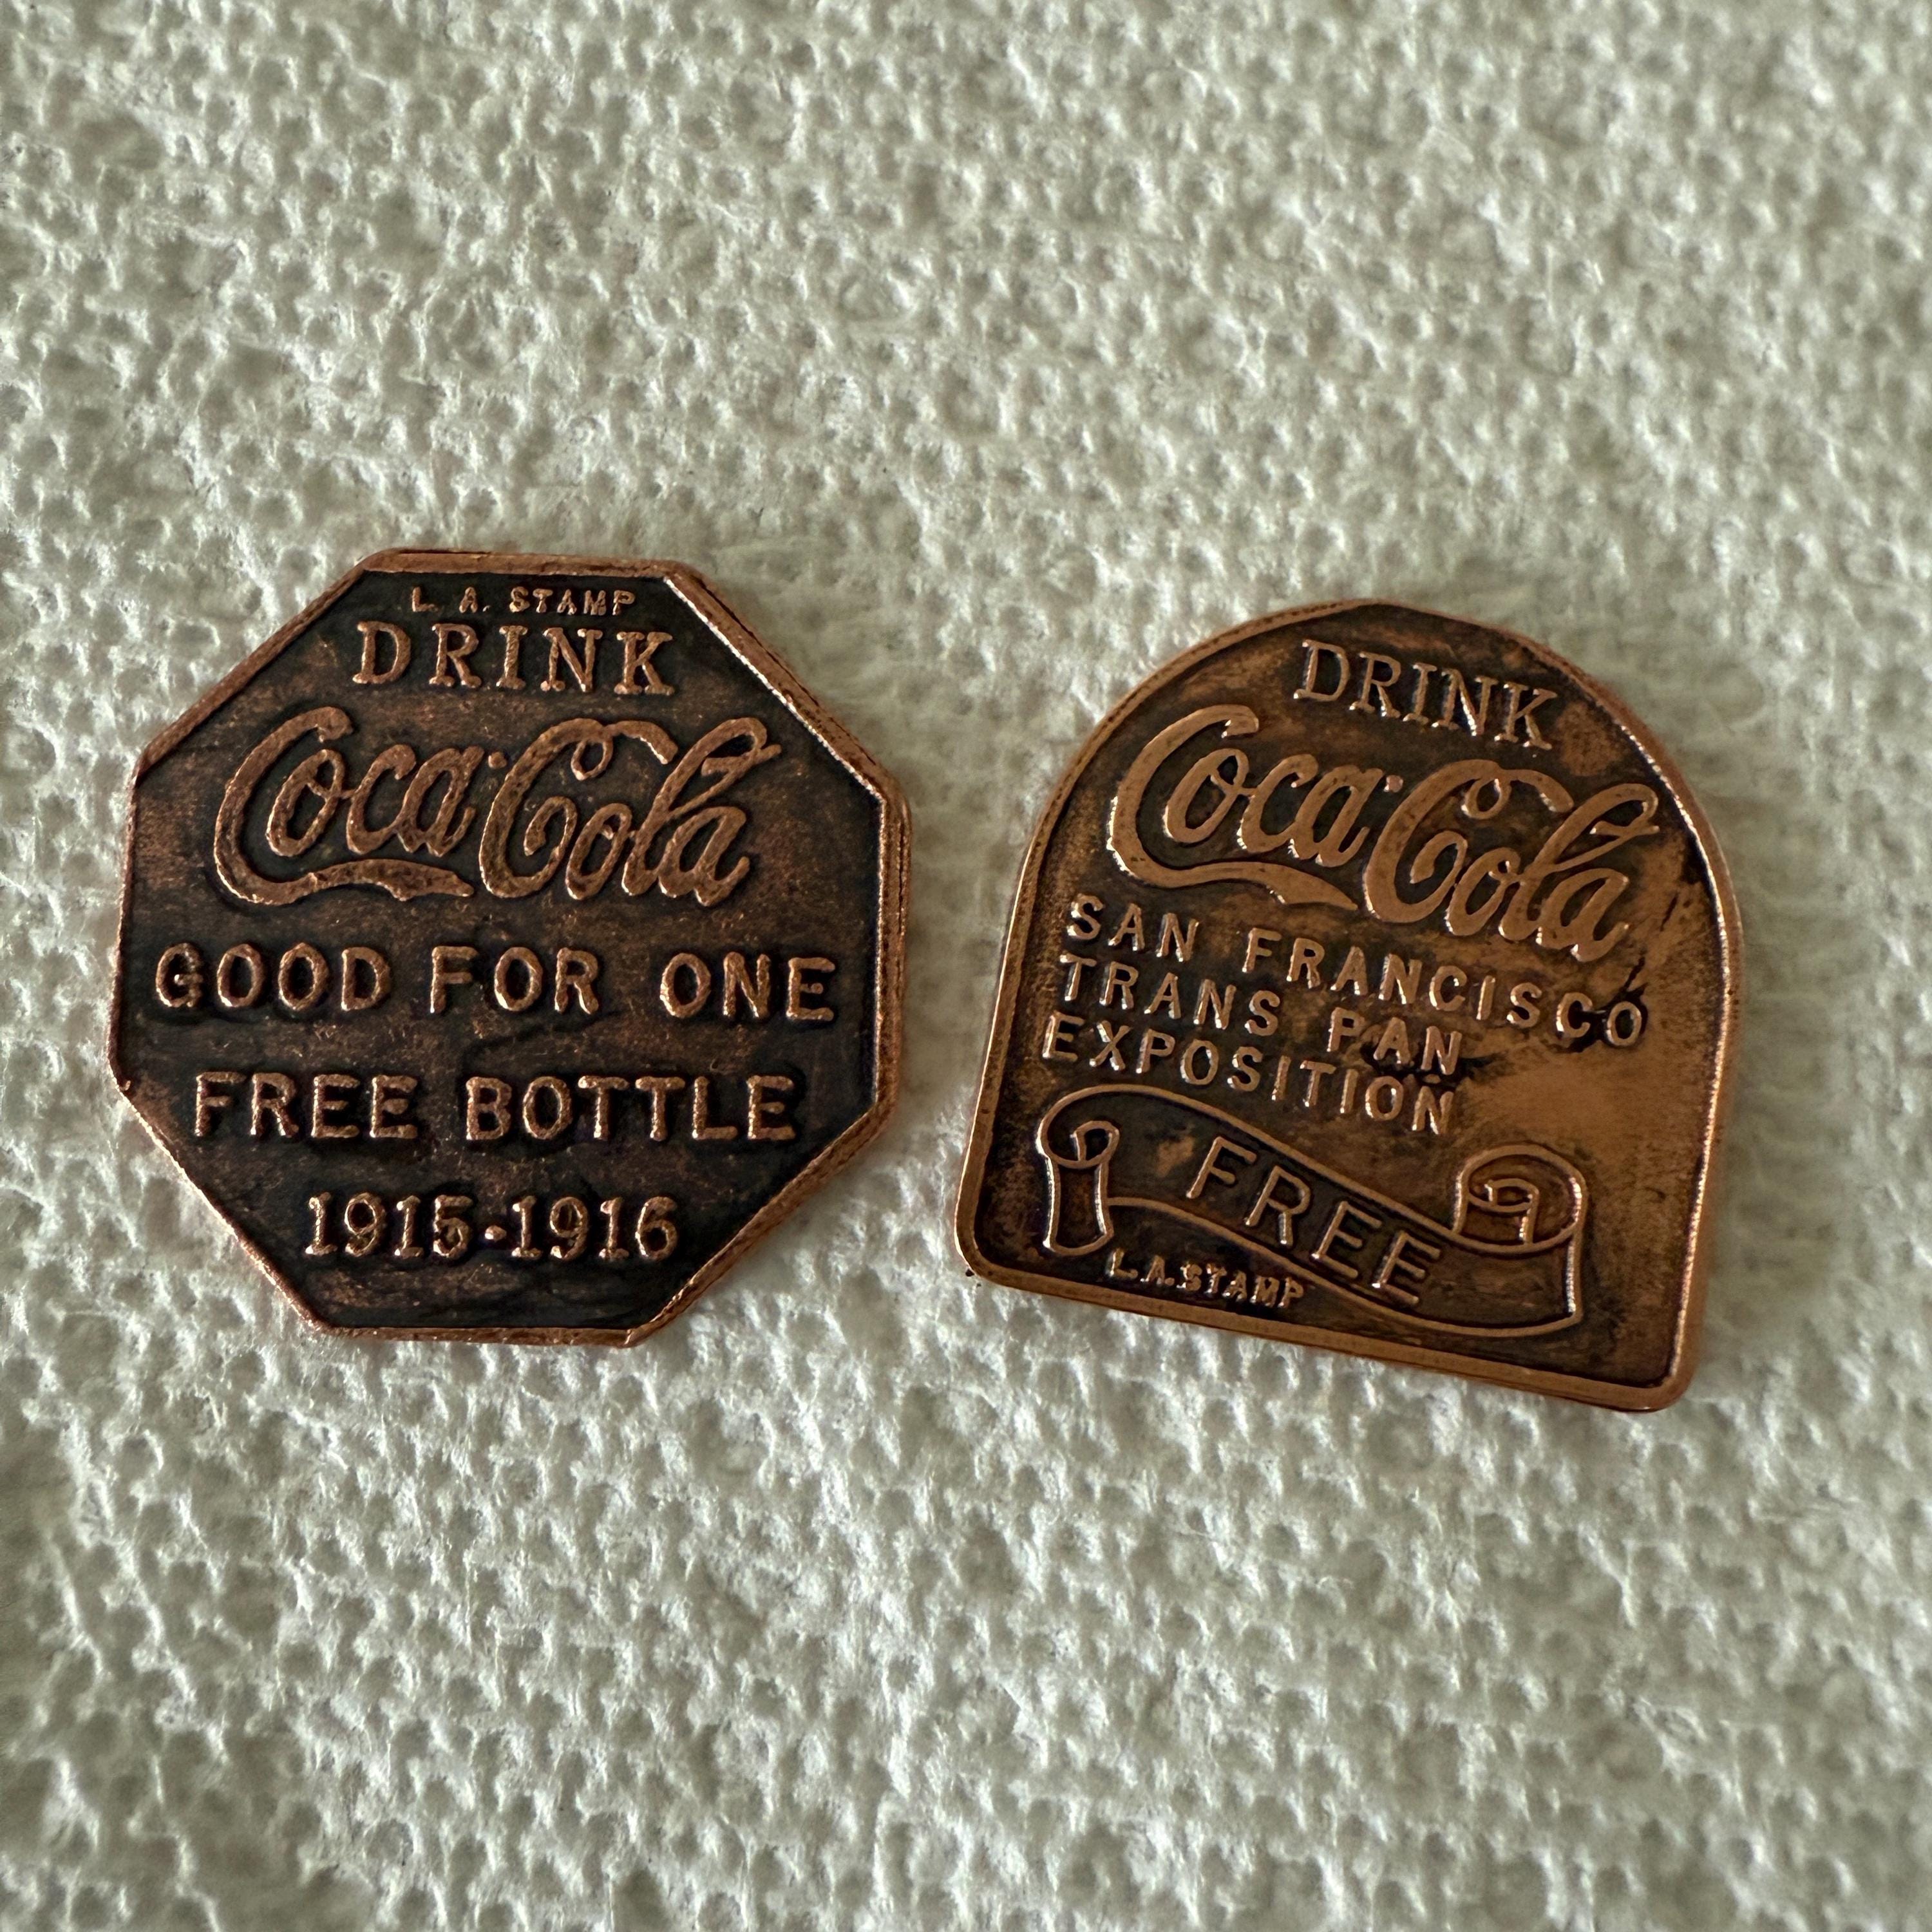 L. A. STAMP
DRINK
Coca-Cola
GOOD FOR ONE
FREE BOTTLE
1915-1916
DRINK
Coca-Cola
SAN FRANCISCO
TRANS PAN
EXPOSITION
FREE
L.A.STAMP